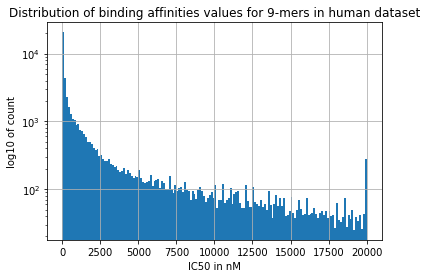 Distribution of binding affinities values for 9-mers in human dataset
log10 of count
10^4
10^3
10^2
0 2500 5000 7500 10000 12500 15000 17500 20000
IC50 in nM